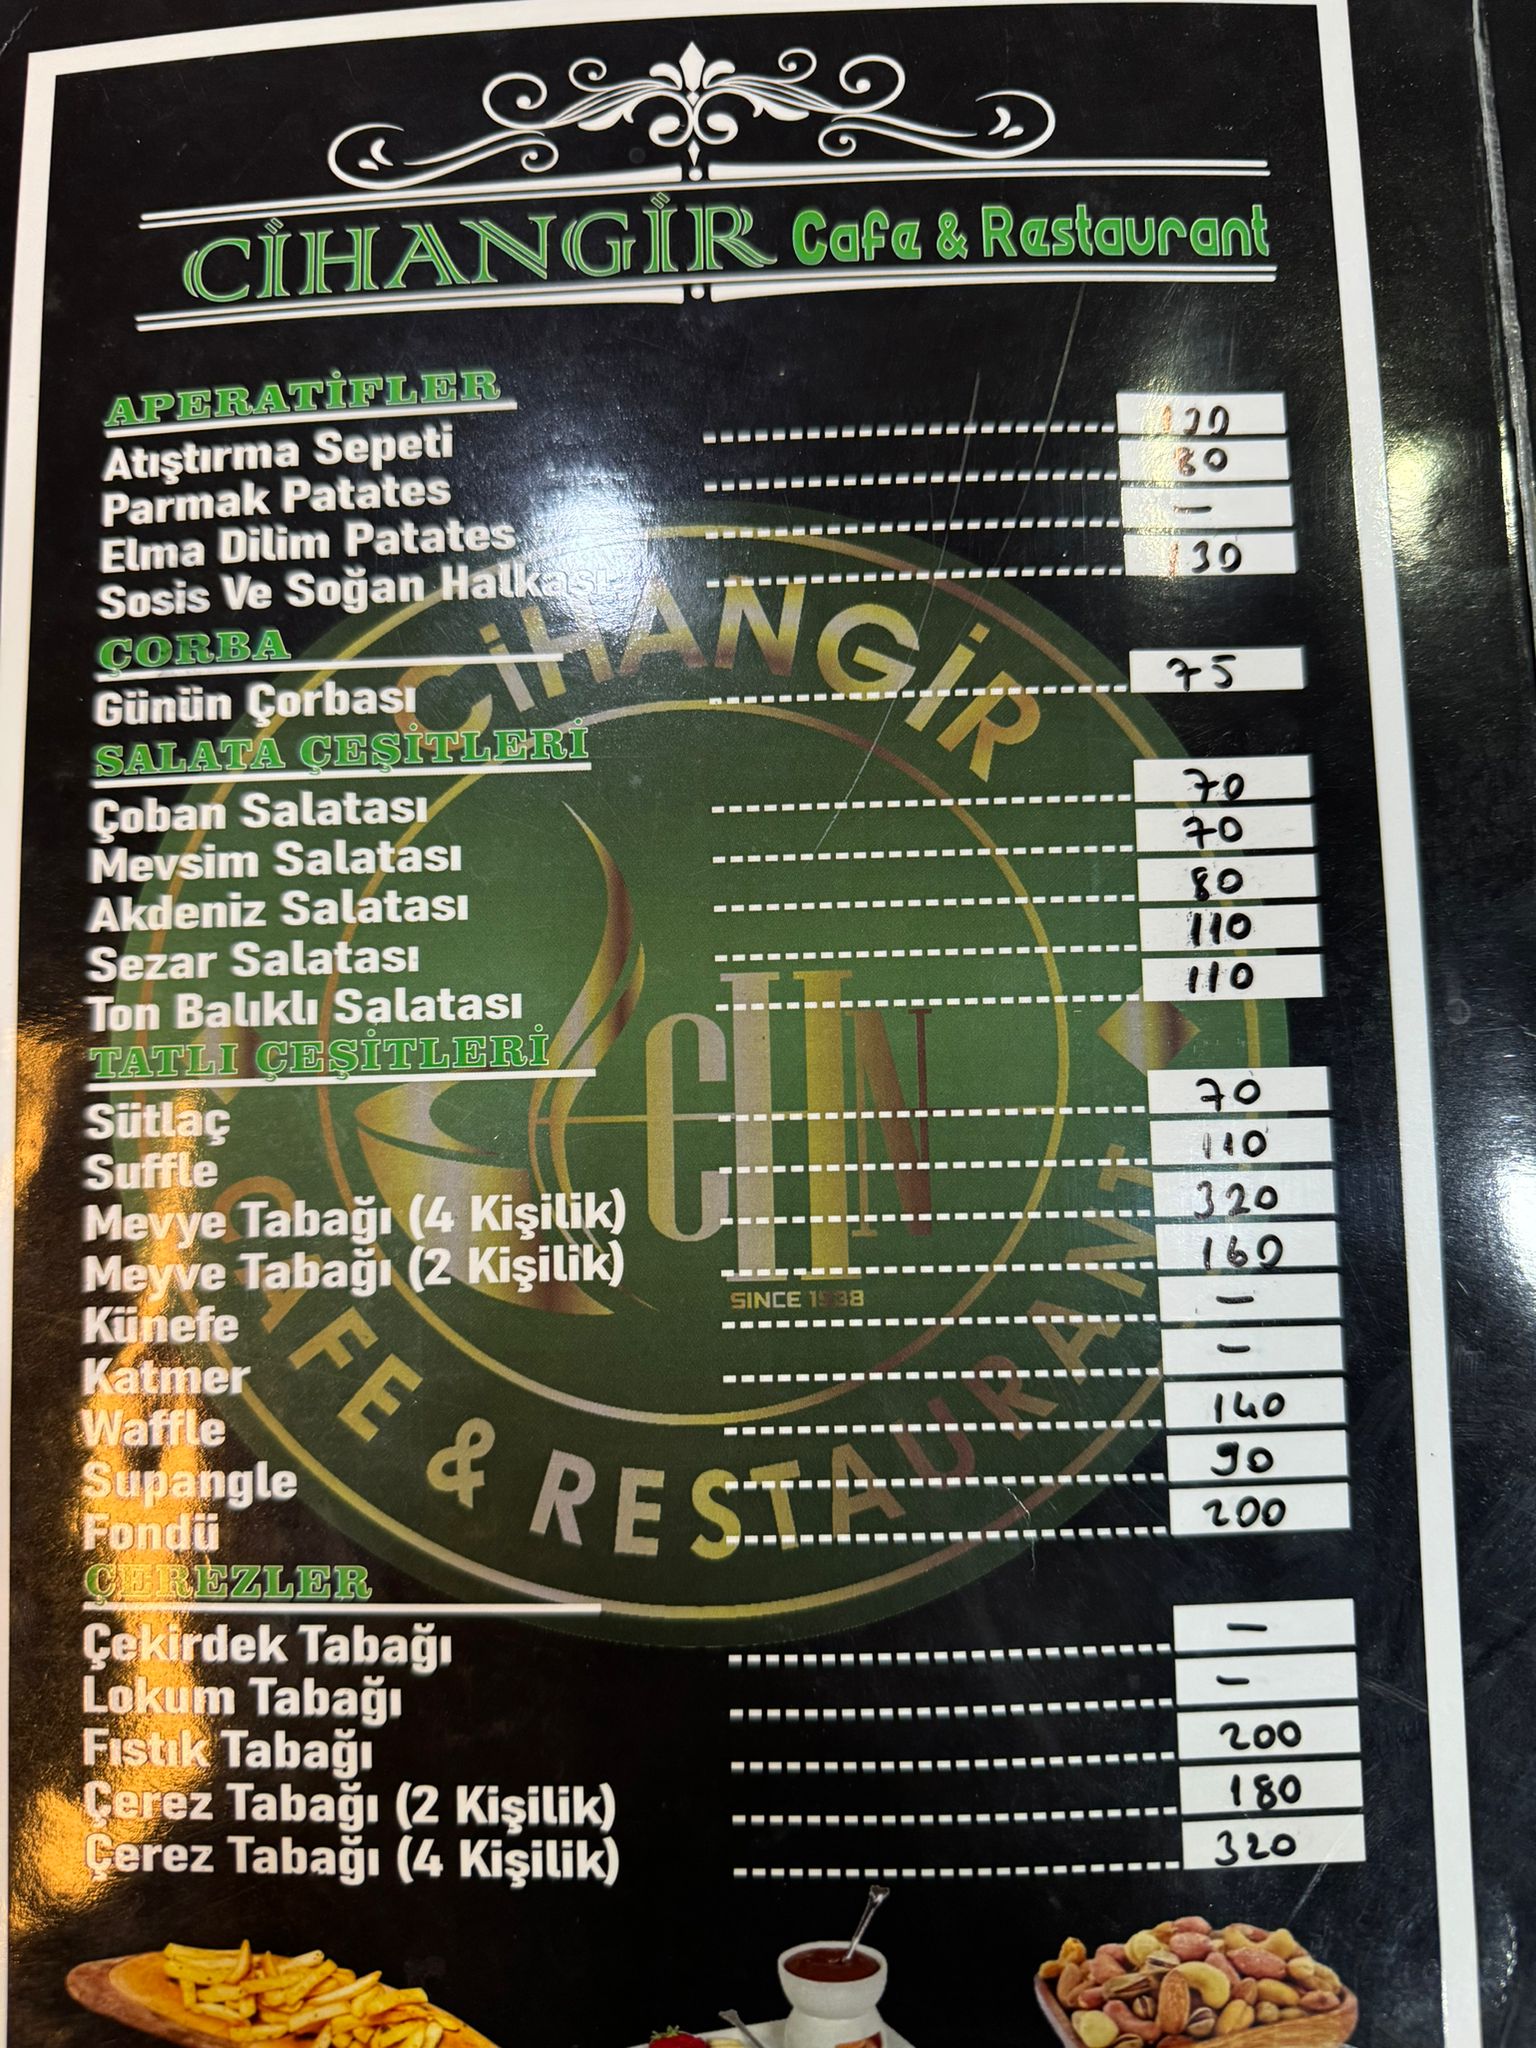 CİHANGİR Cafe & Restaurant
APERATİFLER
Atıştırma Sepeti
Parmak Patates 80
Elma Dilim Patates -
Sosis Ve Soğan Halkası 130
ÇORBA
Günün Çorbası 75
SALATA ÇEŞİTLERİ
Çoban Salatası 70
Mevsim Salatası 70
Akdeniz Salatası 80
Sezar Salatası 110
Ton Balıklı Salatası 110
TATLI ÇEŞİTLERİ
Sütlaç 70
Suffle 110
Mevye Tabağı (4 Kişilik) 320
Meyve Tabağı (2 Kişilik) 160
Künefe -
Katmer -
Waffle 140
Supangle 90
Fondü 200
ÇEREZLER
Çekirdek Tabağı -
Lokum Tabağı -
Fıstık Tabağı 200
Çerez Tabağı (2 Kişilik) 180
Çerez Tabağı (4 Kişilik) 320
CİHANGİR
CHN
SINCE 1938
CAFE & RESTAURANT